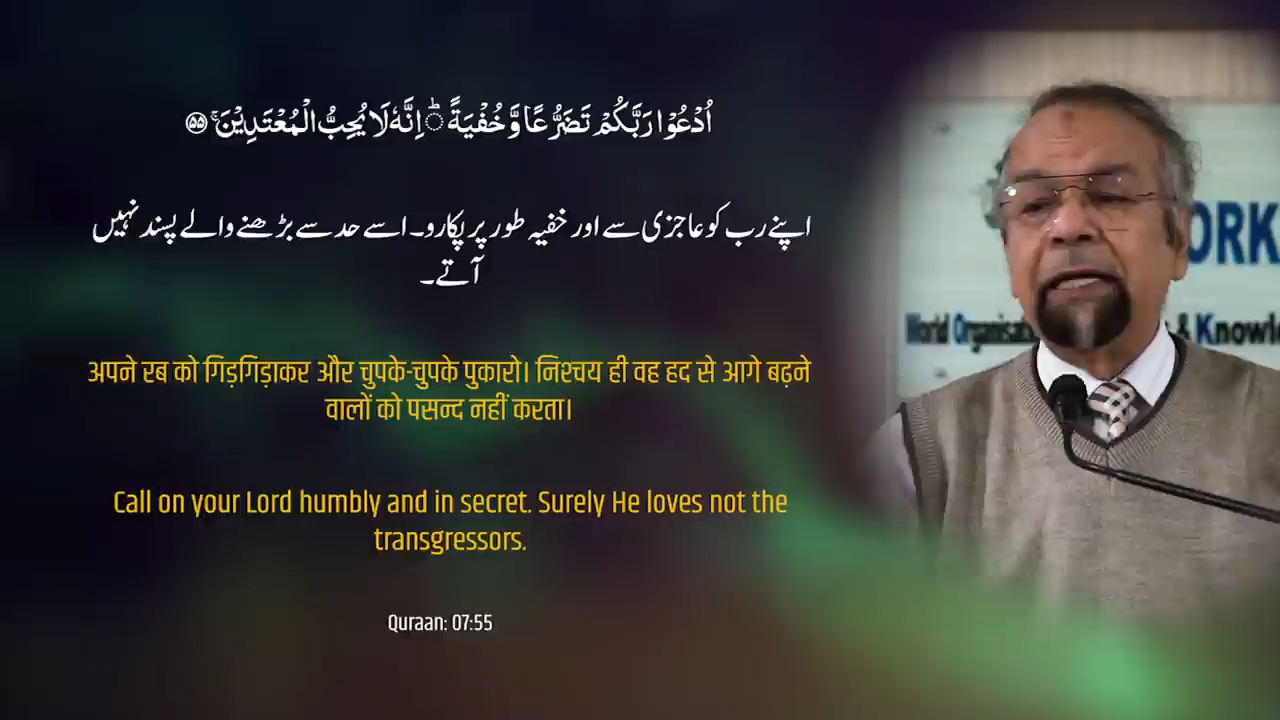 اُدْعُوْا رَبَّكُمْ تَضَرُّعًا وَّخُفْيَةً ؕ اِنَّهٗ لَا يُحِبُّ الْمُعْتَدِيْنَ ۚ ﴿۵۵﴾
اپنے رب کو عاجزی سے اور خفیہ طور پر پکارو۔ اسے حد سے بڑھنے والے پسند نہیں
آتے۔
अपने रब को गिड़गिड़ाकर और चुपके-चुपके पुकारो। निश्चय ही वह हद से आगे बढ़ने
वालों को पसन्द नहीं करता।
Call on your Lord humbly and in secret. Surely He loves not the
transgressors.
Quraan: 07:55
ORK
World Organisat & Knowl